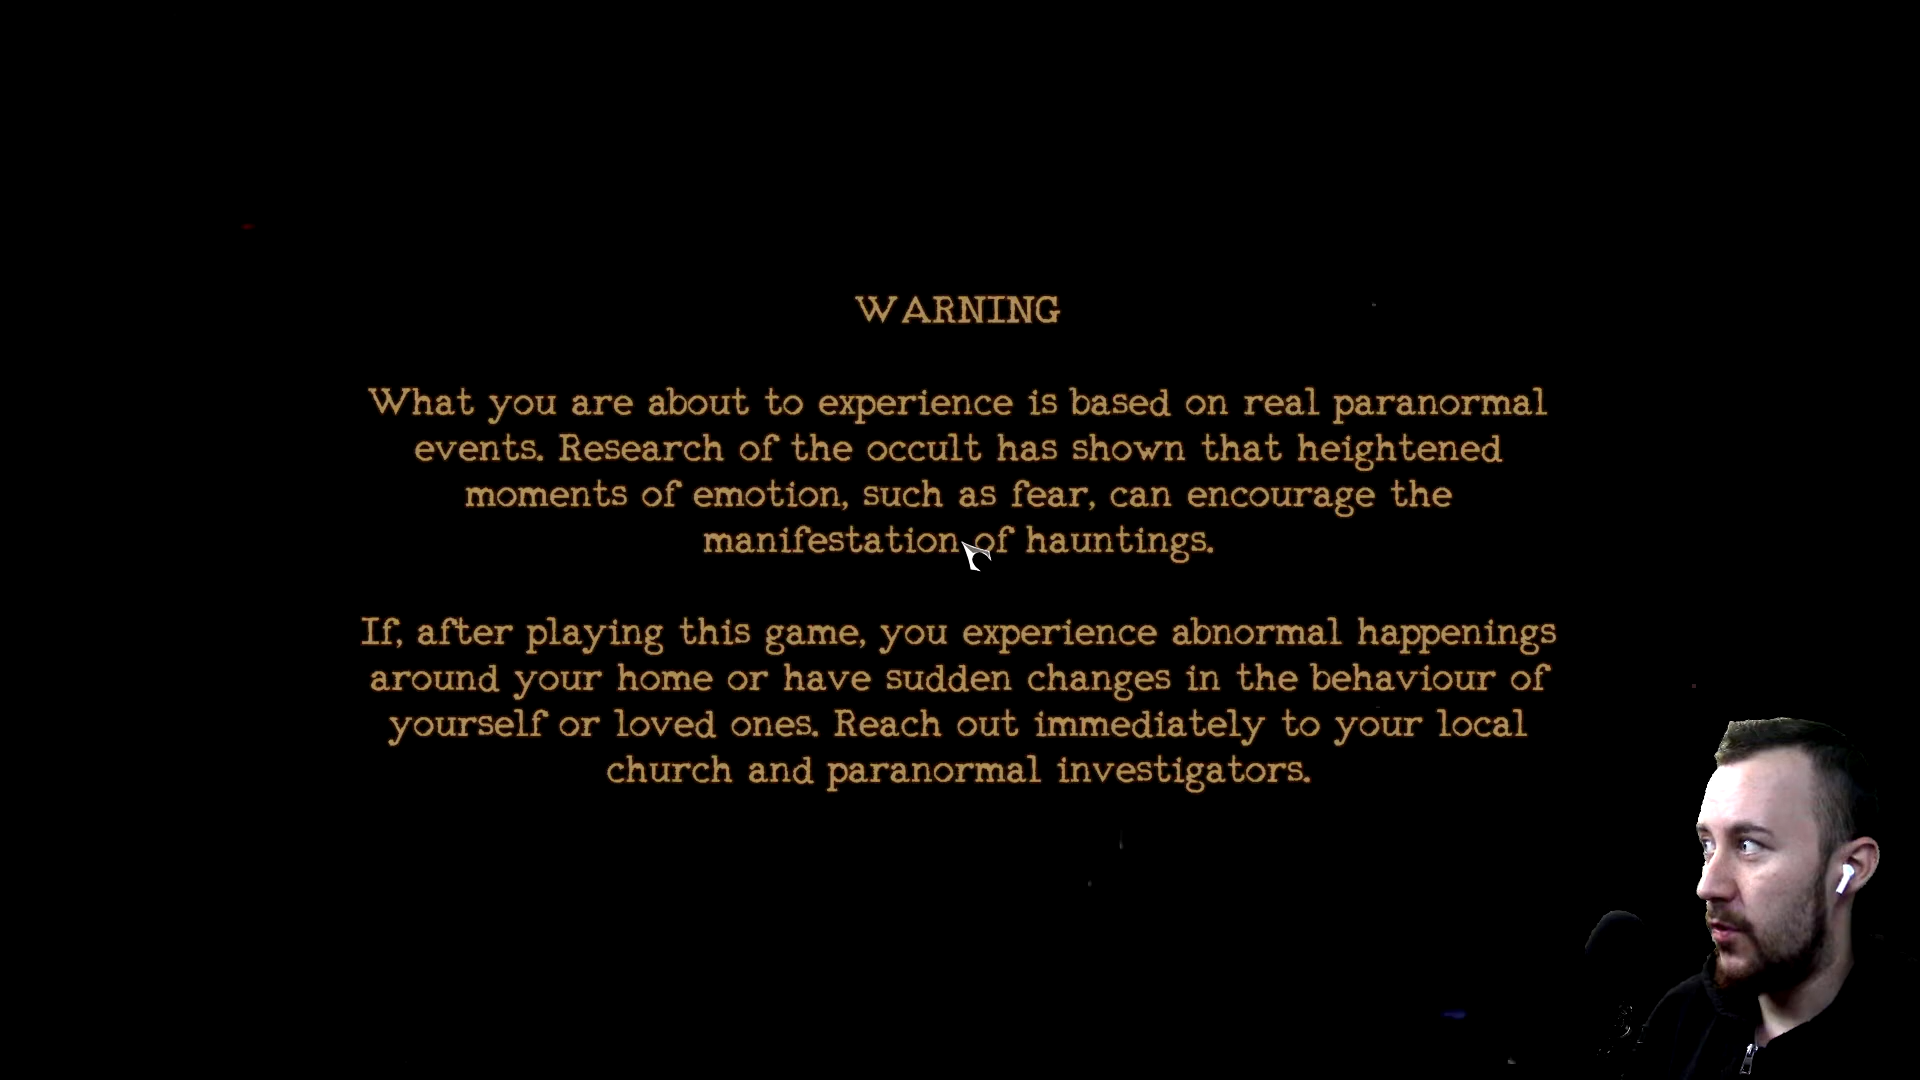 WARNING
What you are about to experience is based on real paranormal
events. Research of the occult has shown that heightened
moments of emotion, such as fear, can encourage the
manifestation of hauntings.
If, after playing this game, you experience abnormal happenings
around your home or have sudden changes in the behaviour of
yourself or loved ones. Reach out immediately to your local
church and paranormal investigators.